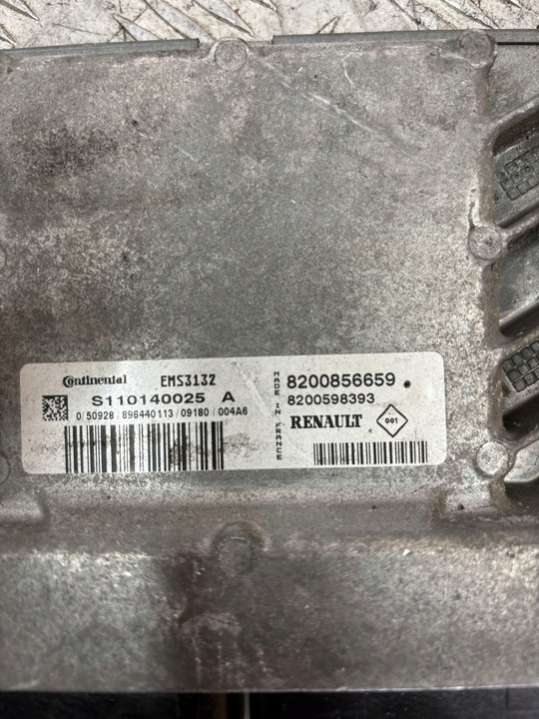 Continental EMS3132
S110140025 A
0/50928/896440113/09180/004A6
MADE IN FRANCE
8200856659.
8200598393
RENAULT 001